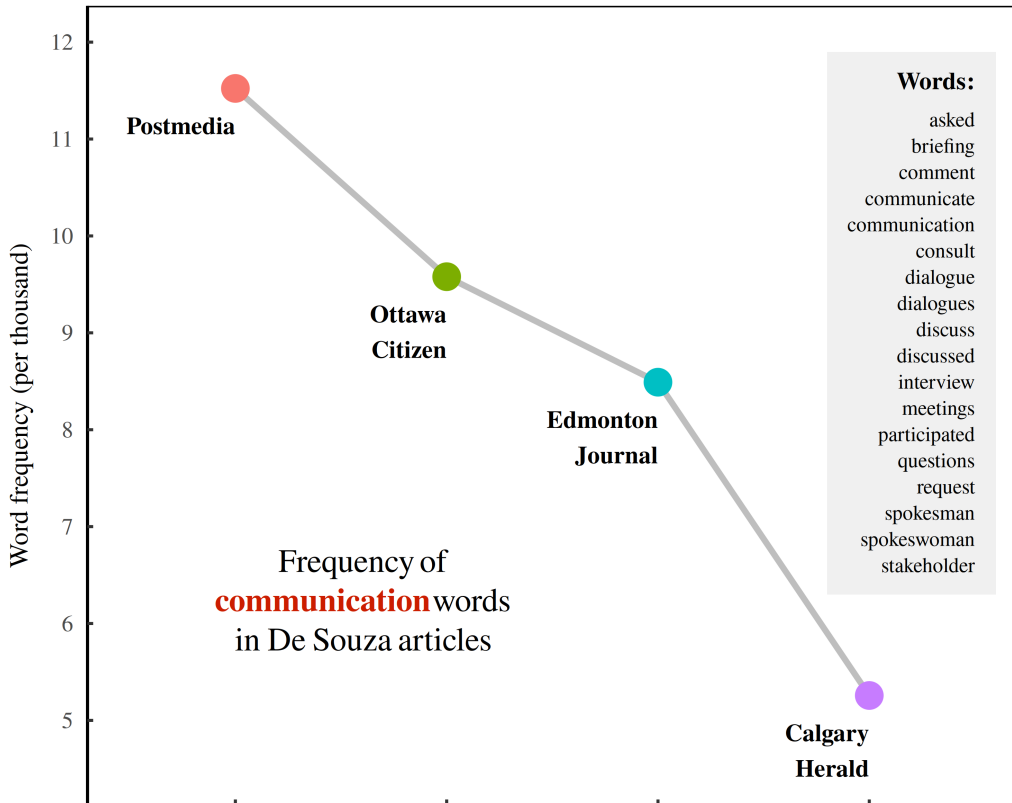 12
11
10
9
8
7
6
5
Word frequency (per thousand)
Postmedia
Ottawa
Citizen
Edmonton
Journal
Calgary
Herald
Frequency of
communication words
in De Souza articles
Words:
asked
briefing
comment
communicate
communication
consult
dialogue
dialogues
discuss
discussed
interview
meetings
participated
questions
request
spokesman
spokeswoman
stakeholder